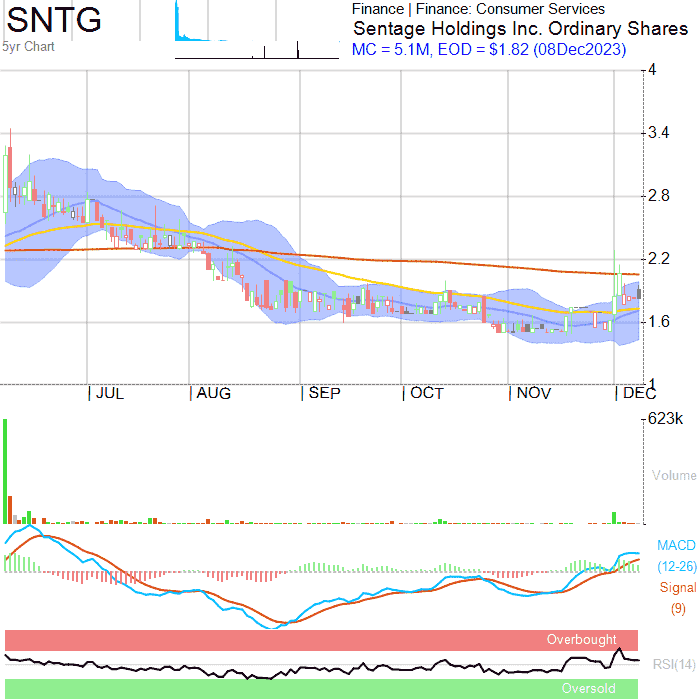 SNTG
5yr Chart
Finance | Finance: Consumer Services
Sentage Holdings Inc. Ordinary Shares
MC = 5.1M, EOD = $1.82 (08Dec2023)
4
3.4
2.8
2.2
1.6
1
JUL AUG SEP OCT NOV DEC
623k
Volume
MACD
(12-26)
Signal
(9)
Overbought
RSI(14)
Oversold